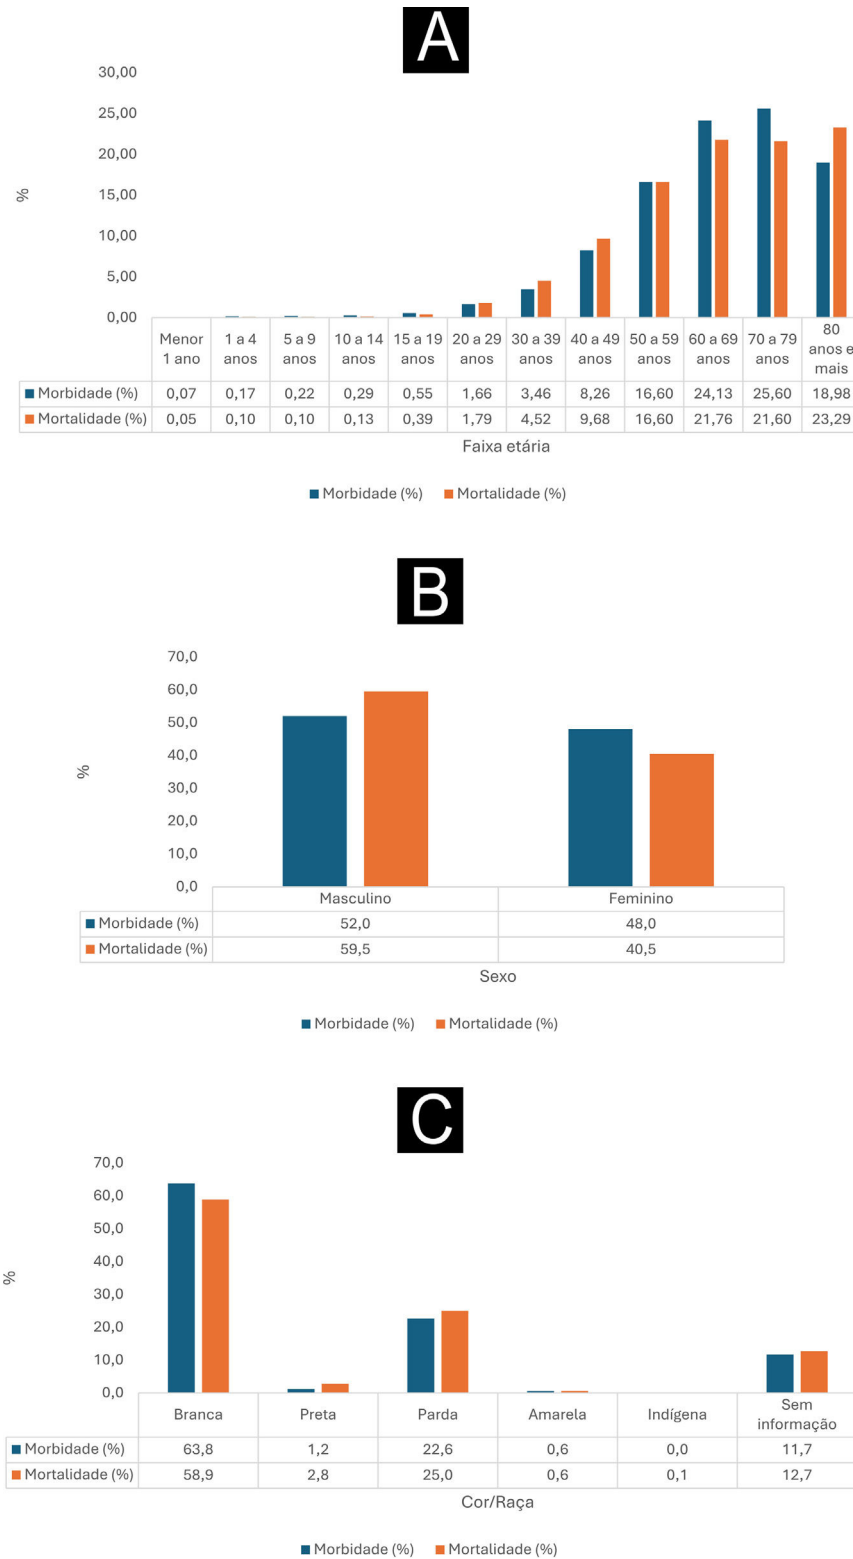 A
30,00
25,00
20,00
15,00
10,00
5,00
0,00
%
Menor 1 ano 1 a 4 anos 5 a 9 anos 10 a 14 anos 15 a 19 anos 20 a 29 anos 30 a 39 anos 40 a 49 anos 50 a 59 anos 60 a 69 anos 70 a 79 anos 80 anos e mais
Morbidade (%) 0,07 0,17 0,22 0,29 0,55 1,66 3,46 8,26 16,60 24,13 25,60 18,98
Mortalidade (%) 0,05 0,10 0,10 0,13 0,39 1,79 4,52 9,68 16,60 21,76 21,60 23,29
Faixa etária
Morbidade (%) Mortalidade (%)
B
70,0
60,0
50,0
40,0
30,0
20,0
10,0
0,0
%
Masculino Feminino
Morbidade (%) 52,0 48,0
Mortalidade (%) 59,5 40,5
Sexo
Morbidade (%) Mortalidade (%)
C
70,0
60,0
50,0
40,0
30,0
20,0
10,0
0,0
%
Branca Preta Parda Amarela Indígena Sem informação
Morbidade (%) 63,8 1,2 22,6 0,6 0,0 11,7
Mortalidade (%) 58,9 2,8 25,0 0,6 0,1 12,7
Cor/Raça
Morbidade (%) Mortalidade (%)